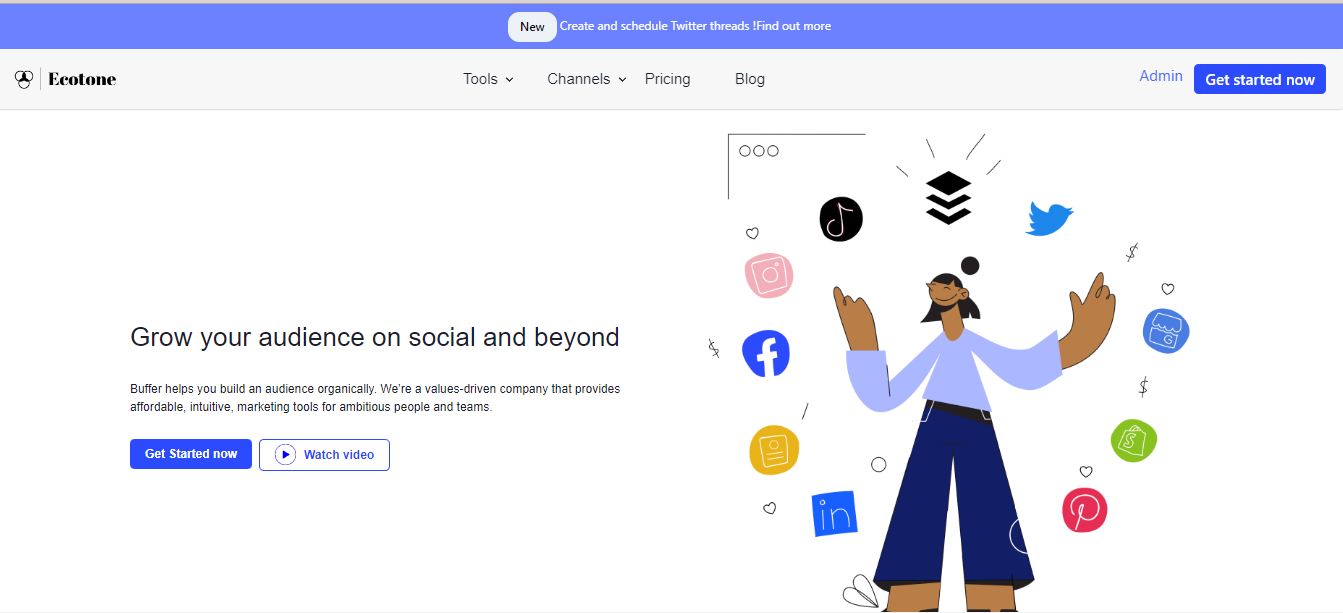 New Create and schedule Twitter threads !Find out more
Ecotone Tools Channels Pricing Blog Admin Get started now
Grow your audience on social and beyond
Buffer helps you build an audience organically. We're a values-driven company that provides
affordable, intuitive, marketing tools for ambitious people and teams.
Get Started now Watch video
G
S
in